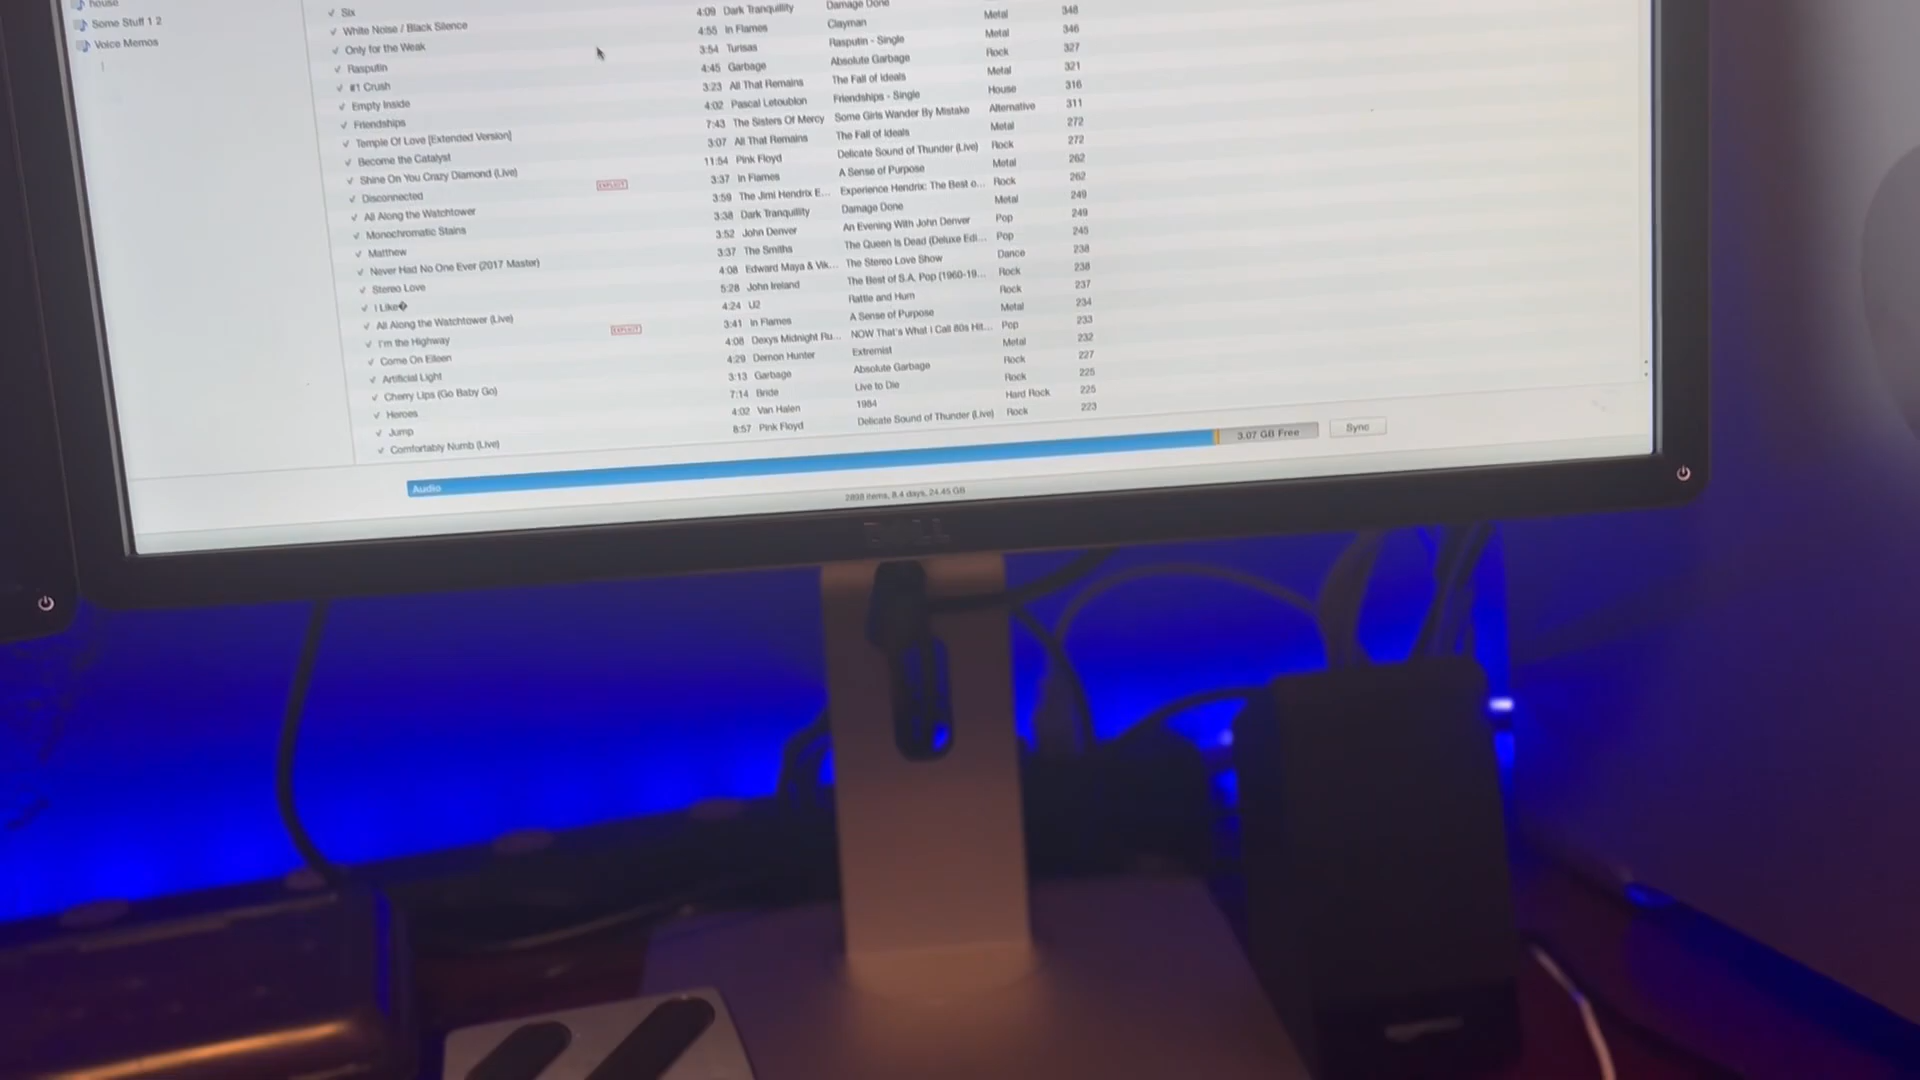 house
Some Stuff 1 2
Voice Memos
Six
White Noise / Black Silence 4:09 Dark Tranquillity Damage Done
Only for the Weak 4:55 In Flames Clayman Metal 348
Rasputin 3:54 Turisas Rasputin - Single Metal 346
#1 Crush 4:45 Garbage Absolute Garbage Rock 327
Empty Inside 3:23 All That Remains The Fall of Ideals Metal 321
Friendships 4:02 Pascal Letoublon Friendships - Single House 316
Temple Of Love [Extended Version] 7:43 The Sisters Of Mercy Some Girls Wander By Mistake Alternative 311
Become the Catalyst 3:07 All That Remains The Fall of Ideals Metal 272
Shine On You Crazy Diamond (Live) 11:54 Pink Floyd Delicate Sound of Thunder (Live) Rock 272
Disconnected EXPLICIT 3:37 In Flames A Sense of Purpose Metal 262
All Along the Watchtower 3:59 The Jimi Hendrix E... Experience Hendrix: The Best o... Rock 262
Monochromatic Stains 3:38 Dark Tranquillity Damage Done Metal 249
Matthew 3:52 John Denver An Evening With John Denver Pop 249
Never Had No One Ever (2017 Master) 3:37 The Smiths The Queen Is Dead (Deluxe Edi... Pop 245
Stereo Love 4:08 Edward Maya & Vik... The Stereo Love Show Dance 238
I Like� 5:28 John Ireland The Best of S.A. Pop (1960-19... Rock 238
All Along the Watchtower (Live) 4:24 U2 Rattle and Hum Rock 237
I'm the Highway EXPLICIT 3:41 In Flames A Sense of Purpose Metal 234
Come On Eileen 4:08 Dexys Midnight Ru... NOW That's What I Call 80s Hit... Pop 233
Artificial Light 4:29 Demon Hunter Extremist Metal 232
Cherry Lips (Go Baby Go) 3:13 Garbage Absolute Garbage Rock 227
Heroes 7:14 Bride Live to Die Rock 225
Jump 4:02 Van Halen 1984 Hard Rock 225
Comfortably Numb (Live) 8:57 Pink Floyd Delicate Sound of Thunder (Live) Rock 223
Audio 3.07 GB Free Sync
2898 items, 8.4 days, 24.45 GB
DELL